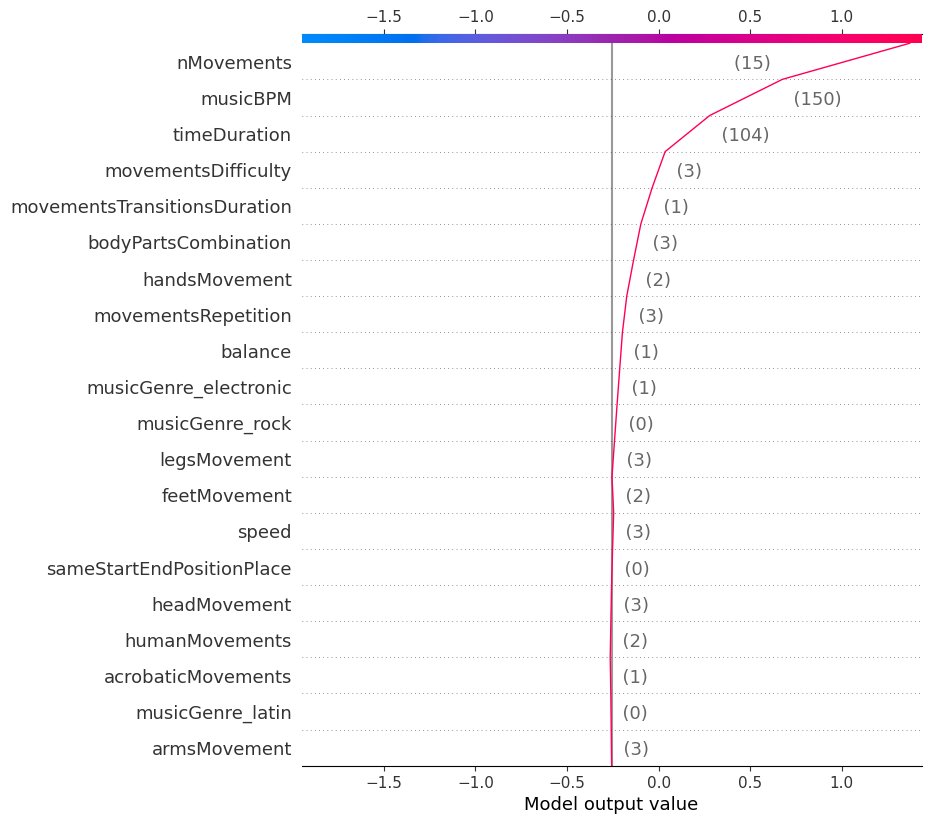 −1.5 −1.0 −0.5 0.0 0.5 1.0
nMovements (15)
musicBPM (150)
timeDuration (104)
movementsDifficulty (3)
movementsTransitionsDuration (1)
bodyPartsCombination (3)
handsMovement (2)
movementsRepetition (3)
balance (1)
musicGenre_electronic (1)
musicGenre_rock (0)
legsMovement (3)
feetMovement (2)
speed (3)
sameStartEndPositionPlace (0)
headMovement (3)
humanMovements (2)
acrobaticMovements (1)
musicGenre_latin (0)
armsMovement (3)
−1.5 −1.0 −0.5 0.0 0.5 1.0
Model output value